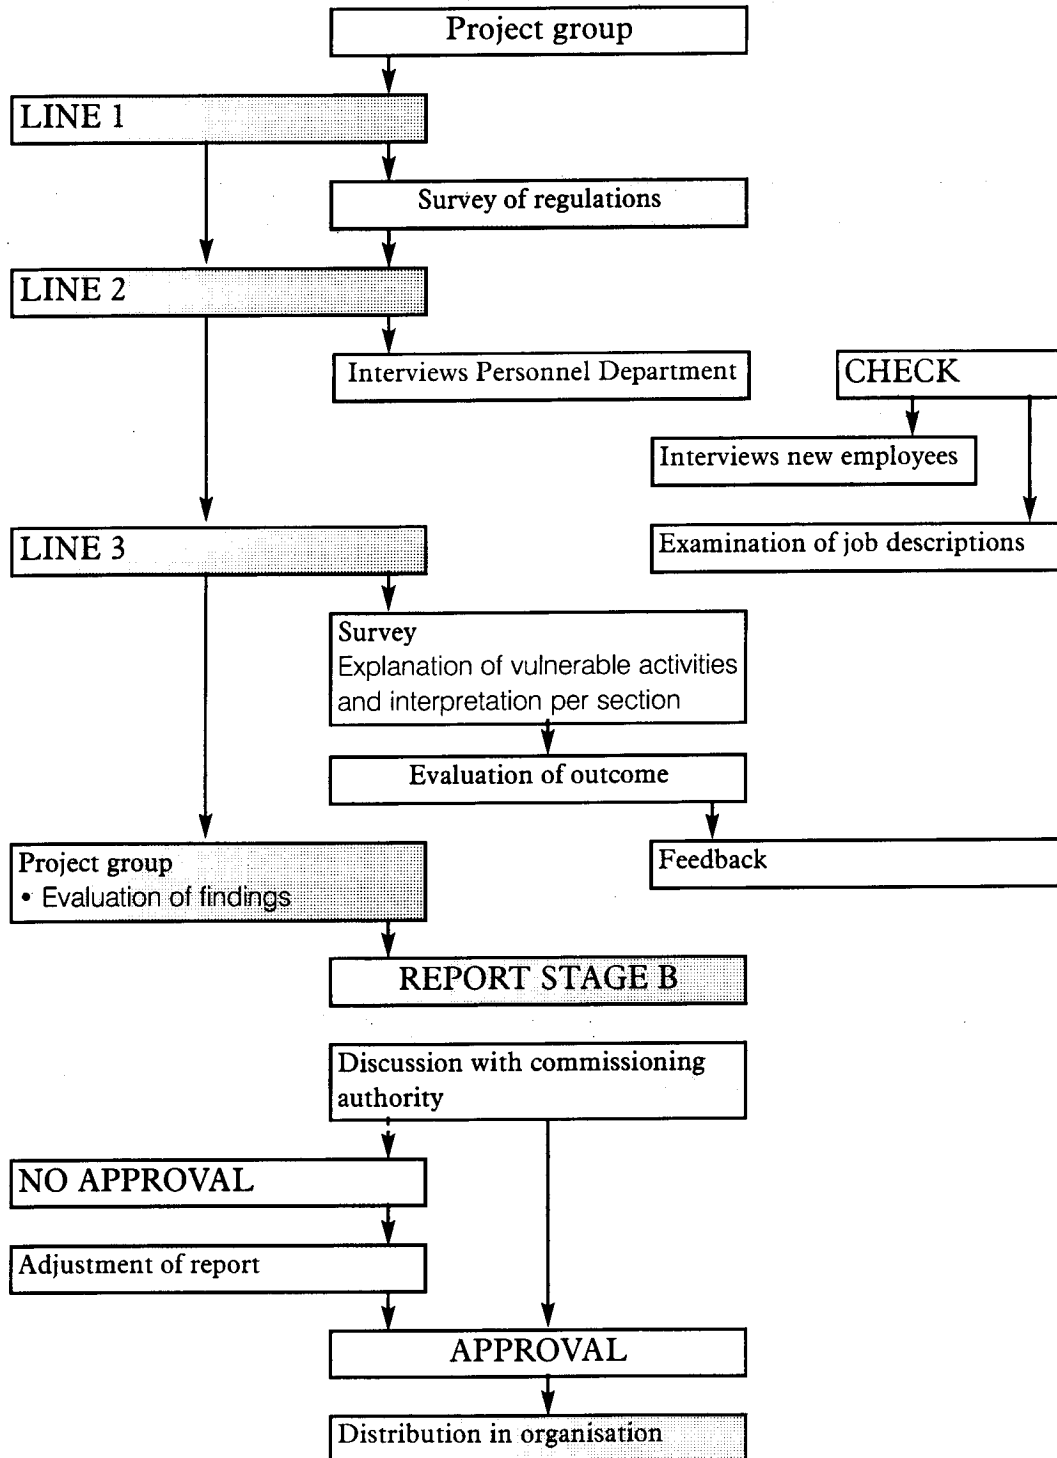 Project group
LINE 1
Survey of regulations
LINE 2
Interviews Personnel Department
CHECK
Interviews new employees
LINE 3
Examination of job descriptions
Survey
Explanation of vulnerable activities
and interpretation per section
Evaluation of outcome
Project group
• Evaluation of findings
Feedback
REPORT STAGE B
Discussion with commissioning
authority
NO APPROVAL
Adjustment of report
APPROVAL
Distribution in organisation